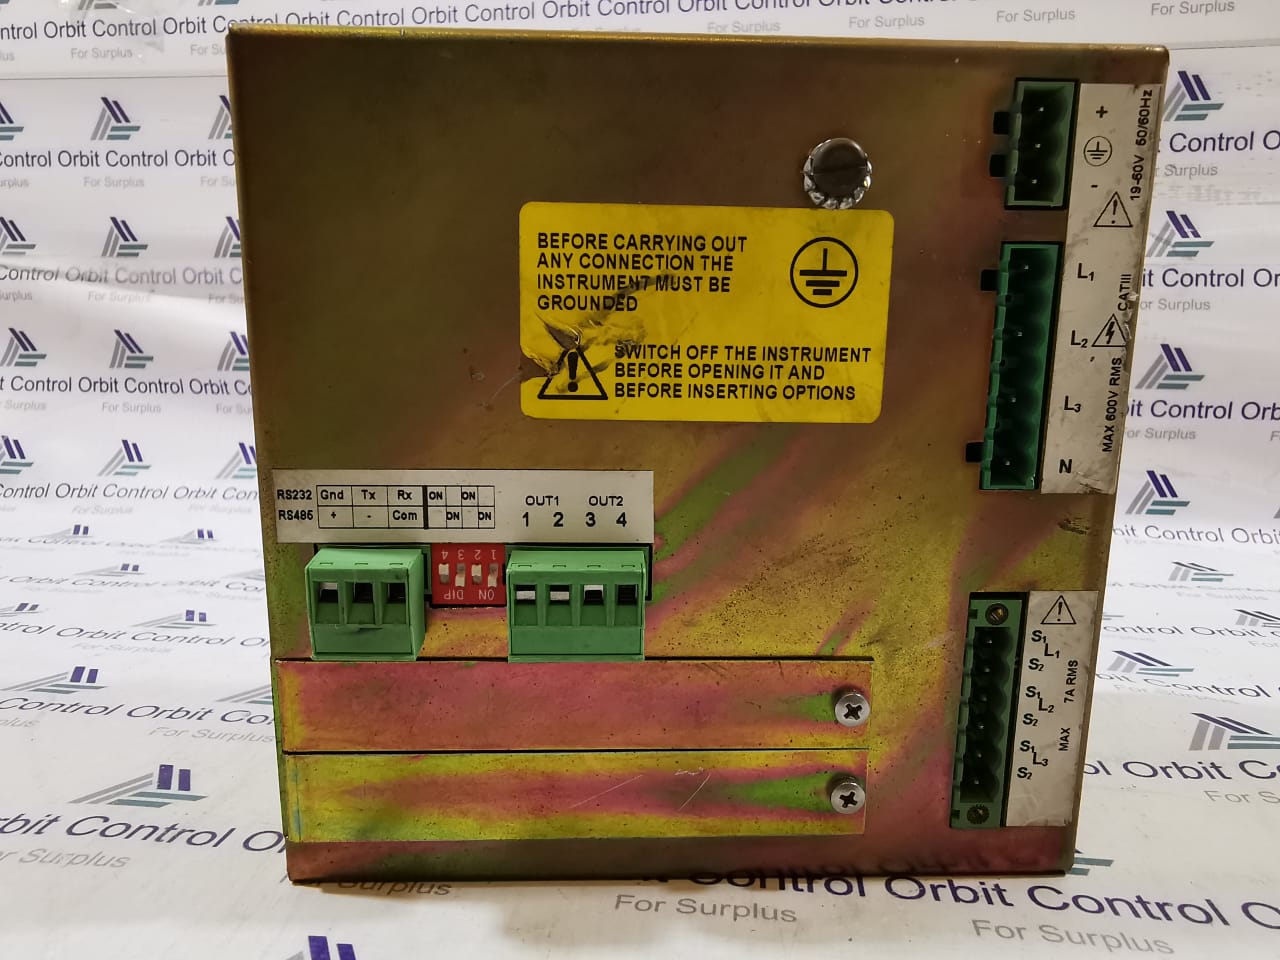 BEFORE CARRYING OUT
ANY CONNECTION THE
INSTRUMENT MUST BE
GROUNDED
SWITCH OFF THE INSTRUMENT
BEFORE OPENING IT AND
BEFORE INSERTING OPTIONS
+
-
19-60V 50/60Hz
L1
L2
L3
N
MAX 600V RMS
CATIII
RS232 Gnd Tx Rx ON ON
RS485 + - Com ON ON
OUT1 OUT2
1 2 3 4
1 2 3 4
ON DIP
S1
L1
S2
S1
L2
S2
S1
L3
S2
MAX 7A RMS
Orbit Control
For Surplus